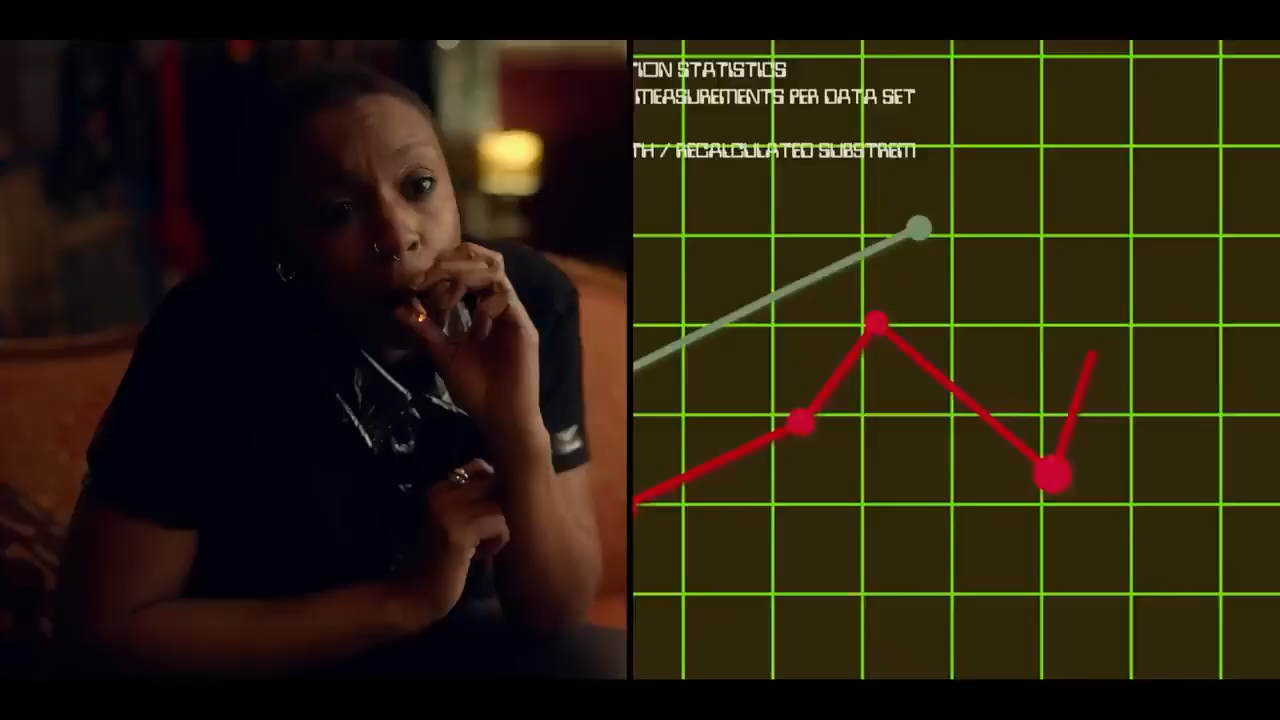 TION STATISTICS
MEASUREMENTS PER DATA SET
TH / RECALCULATED SUBSTREM